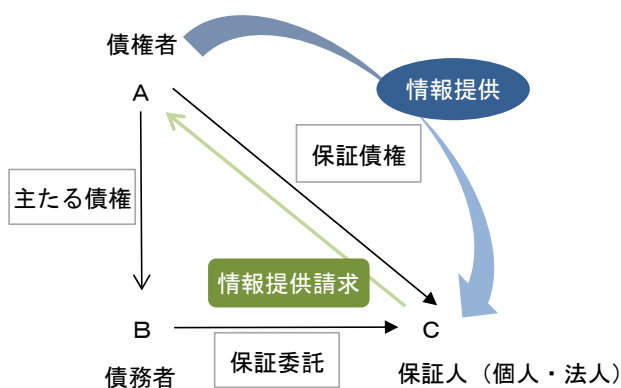 債権者
A
情報提供
保証債権
主たる債権
情報提供請求
B
C
保証委託
債務者
保証人（個人・法人）